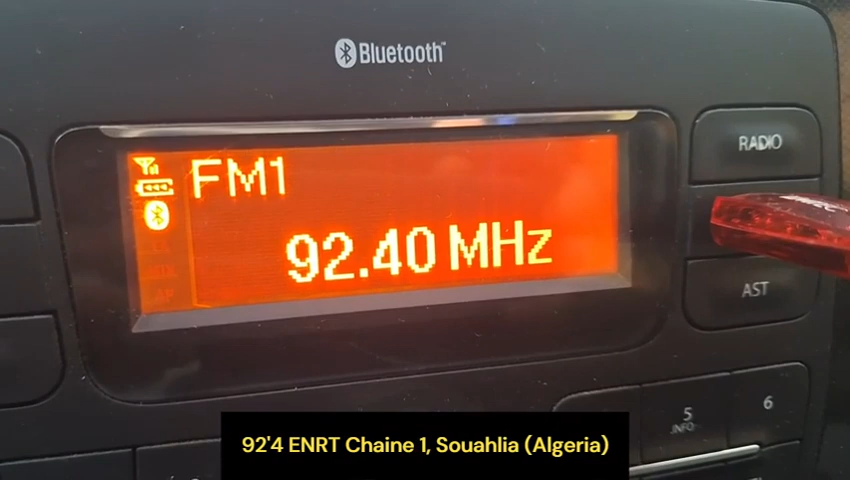 Bluetooth
RADIO
FM1
92.40 MHz
AST
5
INFO
6
92'4 ENRT Chaine 1, Souahlia (Algeria)